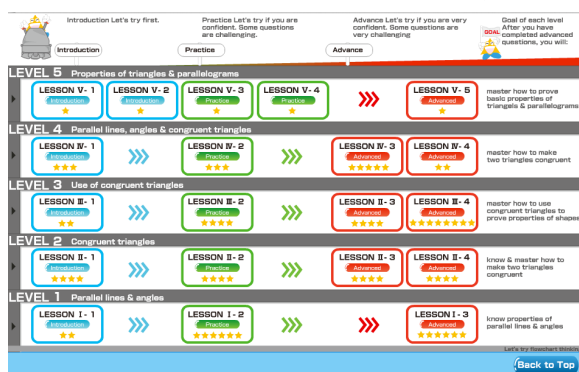 Introduction Let's try first.
Practice Let's try if you are
confident. Some questions
are challenging.
Advance Let's try if you are very
confident. Some questions are
very challenging
Goal of each level
After you have
completed advanced
questions, you will:
GOAL
Introduction
Practice
Advance
LEVEL 5 Properties of triangles & parallelograms
LESSON V- 1
Introduction
LESSON V- 2
Introduction
LESSON V- 3
Practice
LESSON V- 4
Practice
LESSON V- 5
Advanced
master how to prove
basic properties of
triangels & parallelograms
LEVEL 4 Parallel lines, angles & congruent triangles
LESSON IV- 1
Introduction
LESSON IV- 2
Practice
LESSON IV- 3
Advanced
LESSON IV- 4
Advanced
master how to make
two triangles congruent
LEVEL 3 Use of congruent triangles
LESSON III- 1
Introduction
LESSON III- 2
Practice
LESSON II- 3
Advanced
LESSON III- 4
Advanced
master how to use
congruent triangles to
prove properties of shapes
LEVEL 2 Congruent triangles
LESSON II- 1
Introduction
LESSON II- 2
Practice
LESSON II- 3
Advanced
LESSON II- 4
Advanced
know & master how to
make two triangles
congruent
LEVEL 1 Parallel lines & angles
LESSON I- 1
Introduction
LESSON I- 2
Practice
LESSON I- 3
Advanced
know properties of
parallel lines & angles
Let's try flowchart thinking
Back to Top